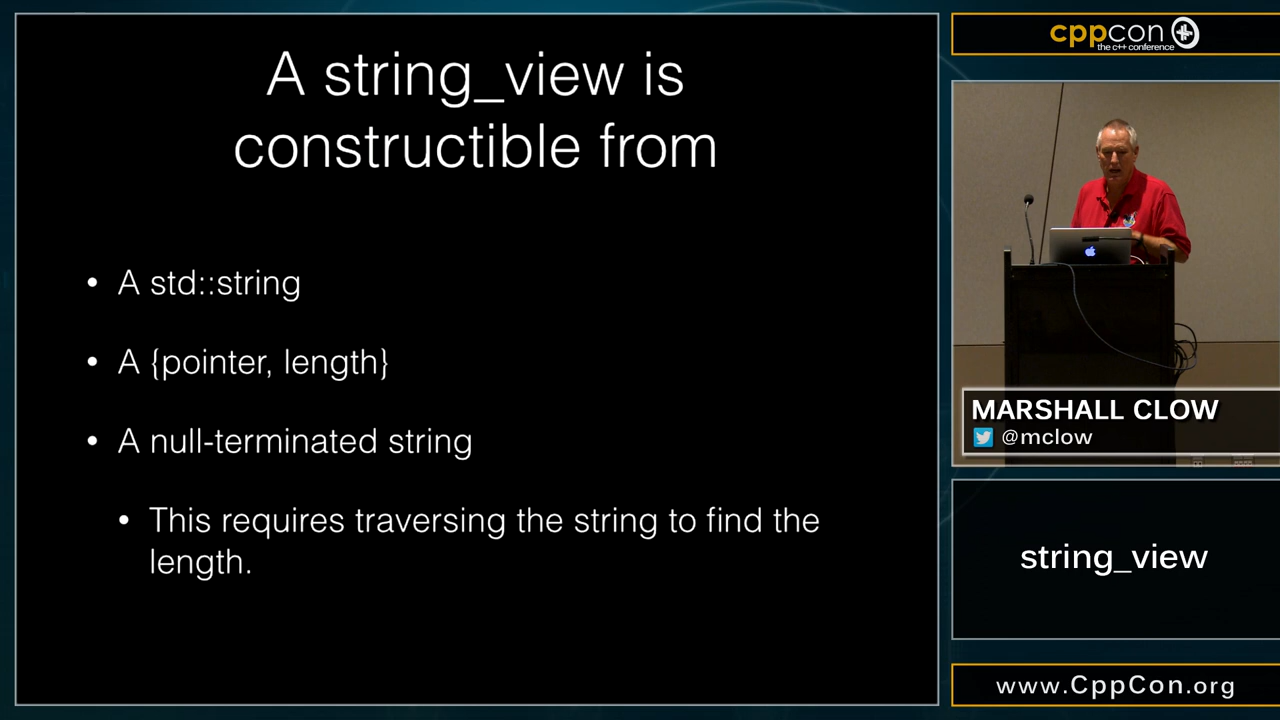 A string_view is
constructible from
• A std::string
• A {pointer, length}
• A null-terminated string
• This requires traversing the string to find the
length.
cppcon
the c++ conference
MARSHALL CLOW
@mclow
string_view
www.CppCon.org